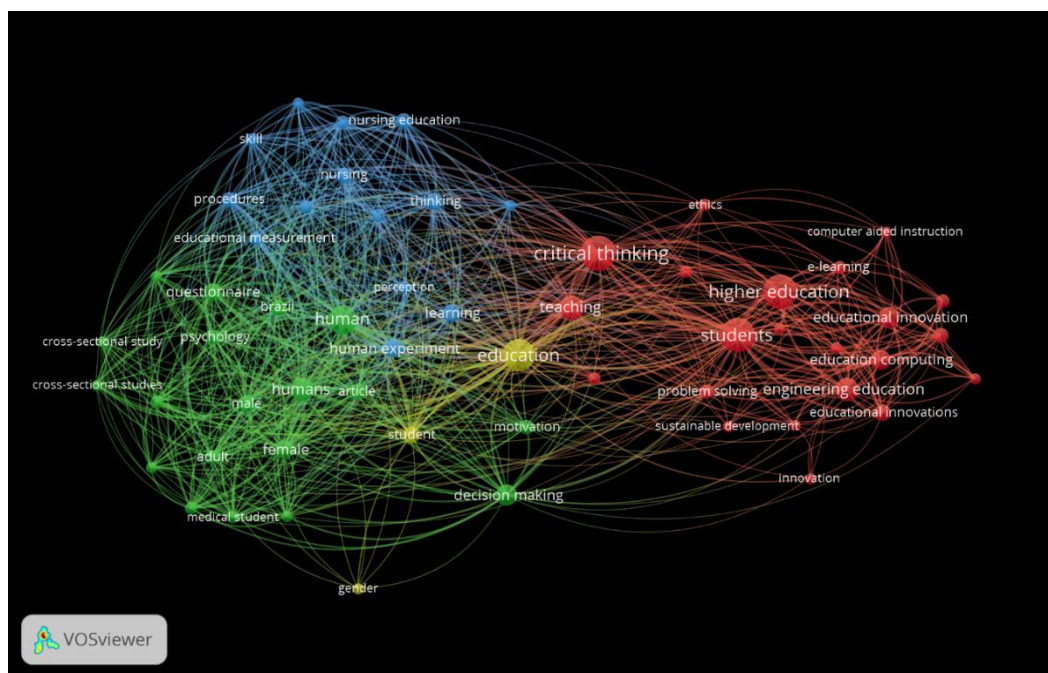 nursing education
skill
nursing
procedures
thinking
ethics
educational measurement
computer aided instruction
critical thinking
e-learning
perception
questionnaire
higher education
brazil
human
learning
teaching
educational innovation
psychology
students
cross-sectional study
human experiment
education
education computing
cross-sectional studies
humans
article
problem solving
engineering education
male
educational innovations
sustainable development
motivation
student
female
adult
innovation
decision making
medical student
gender
VOSviewer